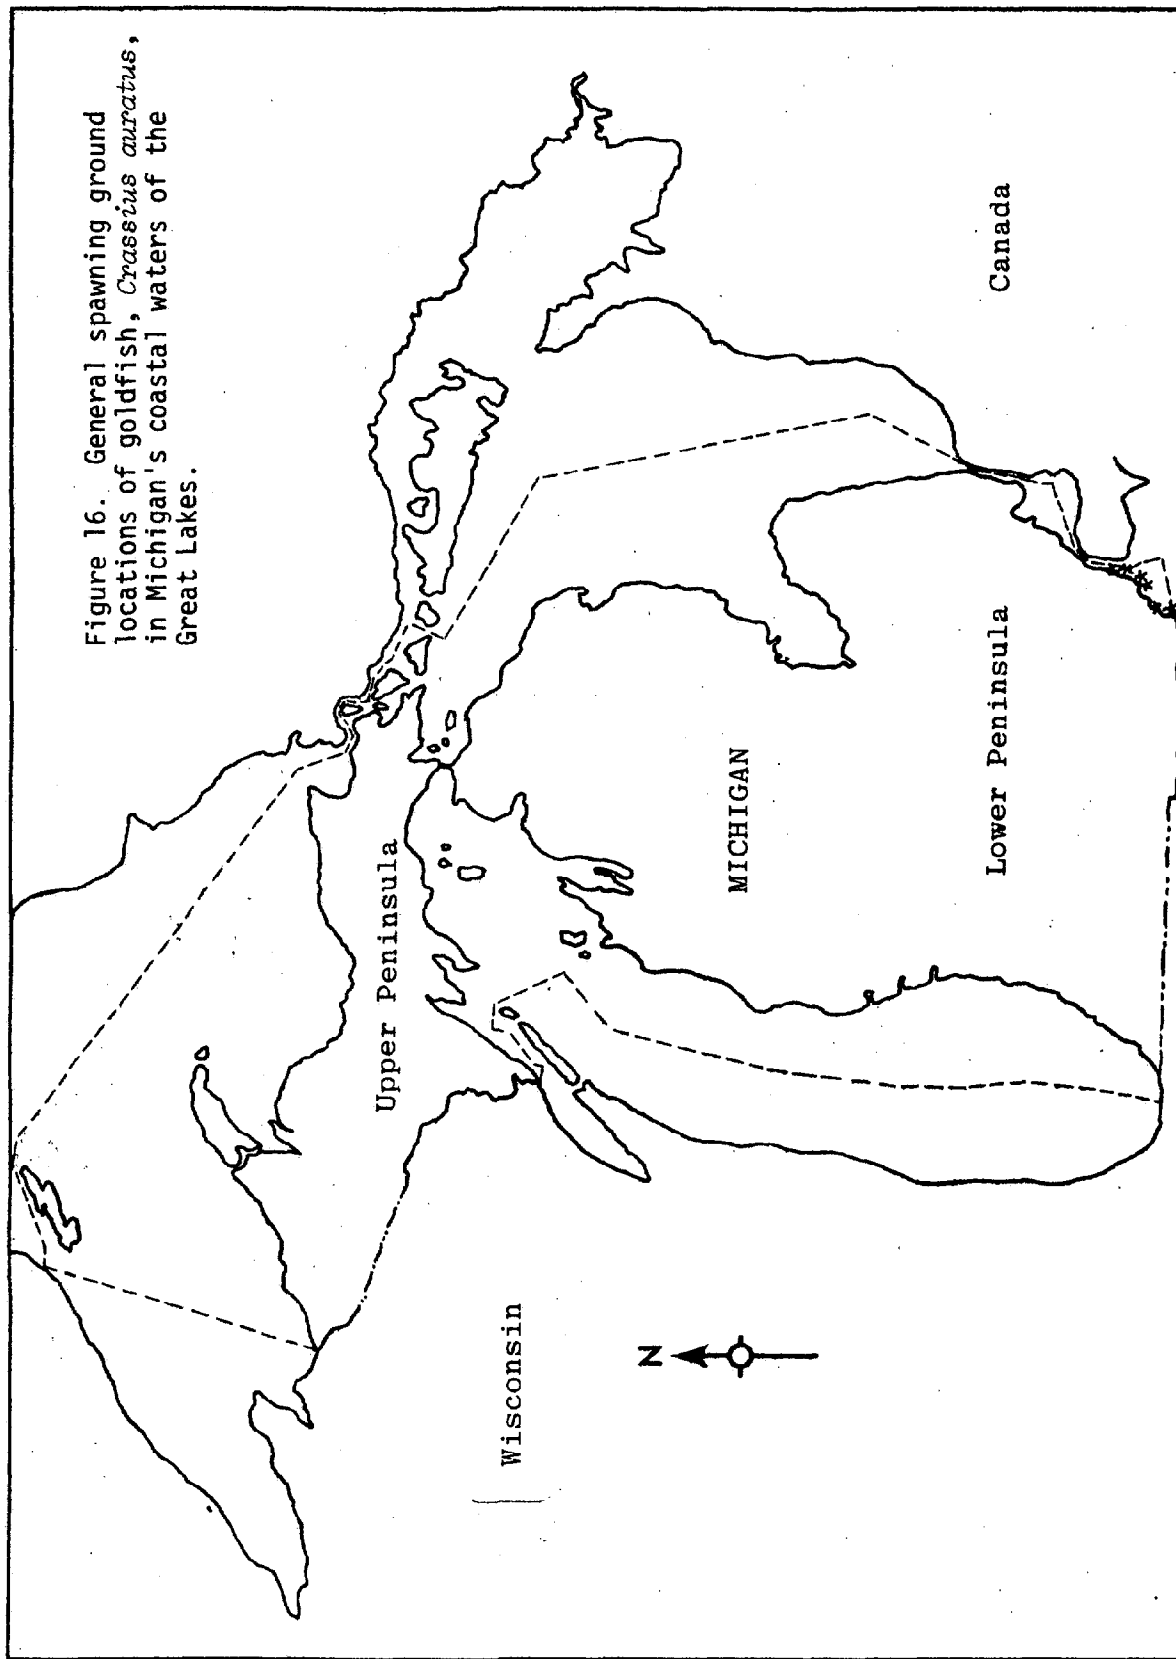 Figure 16. General spawning ground
locations of goldfish, Crassius auratus,
in Michigan's coastal waters of the
Great Lakes.
Upper Peninsula
Canada
MICHIGAN
Lower Peninsula
Wisconsin
N